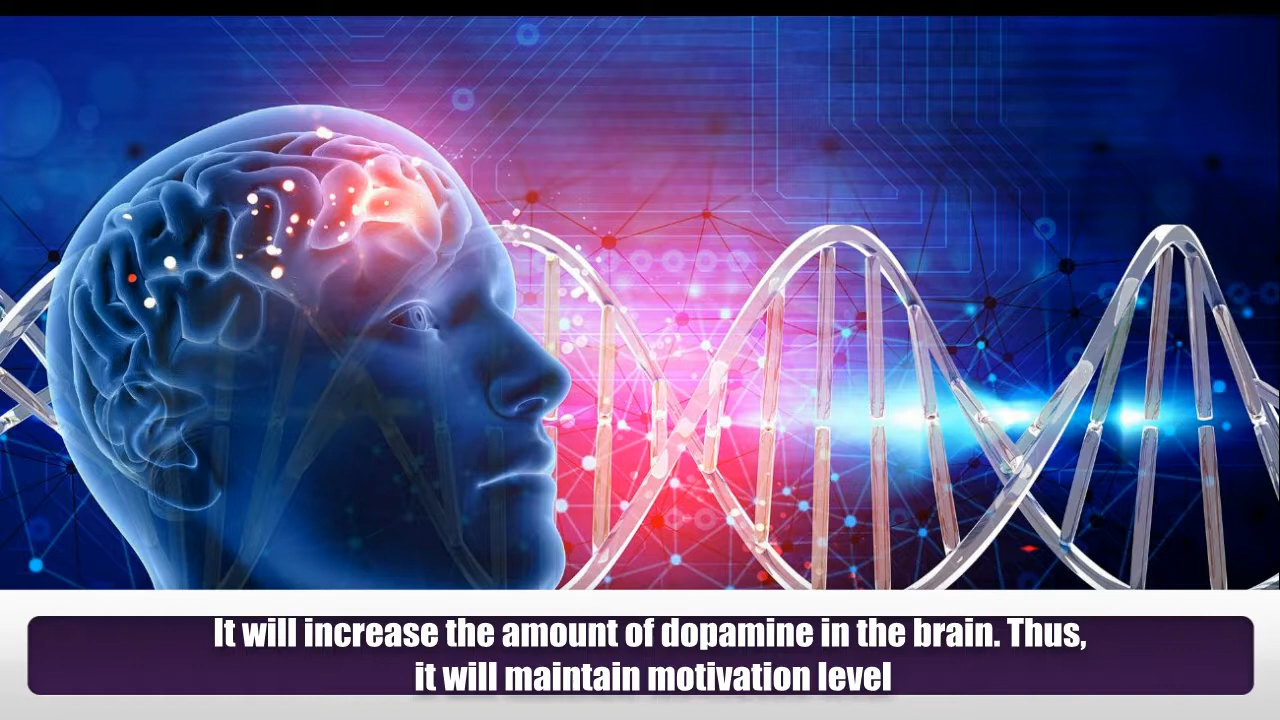 It will increase the amount of dopamine in the brain. Thus,
it will maintain motivation level